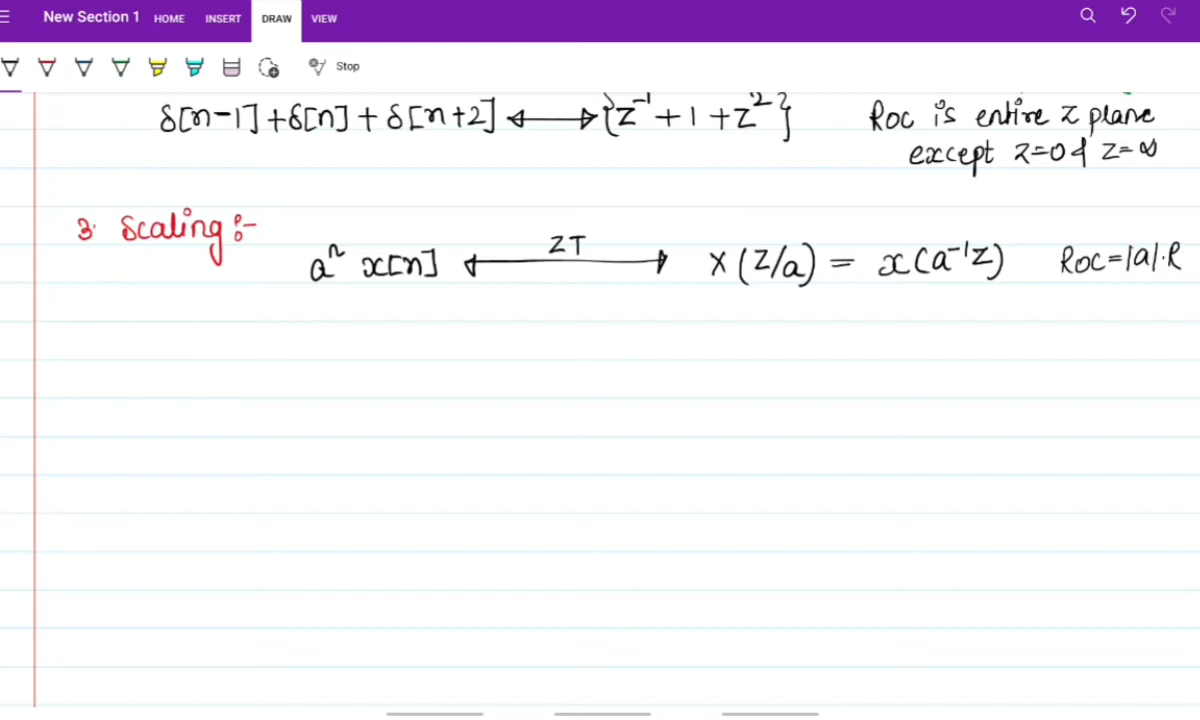 New Section 1 HOME INSERT DRAW VIEW
Stop
δ[n-1]+δ[n]+δ[n+2] ↔ {z⁻¹+1+z²} Roc is entire z plane
except z=0 & z=∞
3. Scaling :-
aⁿ x[n] ↔ ZT X(z/a) = x(a⁻¹z) Roc=|a|.R